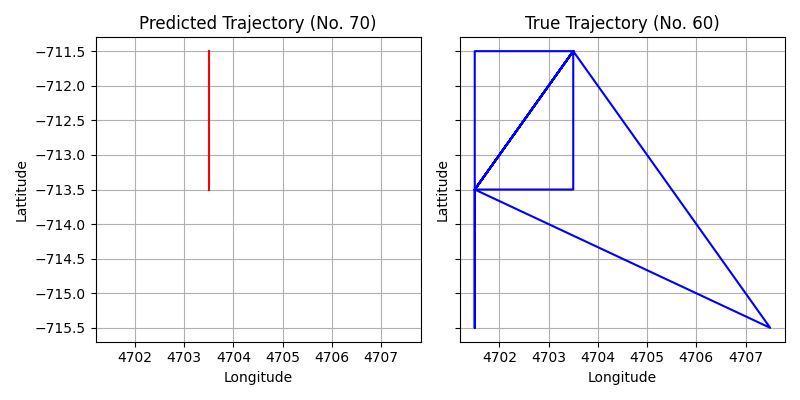 Predicted Trajectory (No. 70)
True Trajectory (No. 60)
−711.5
−712.0
−712.5
−713.0
−713.5
−714.0
−714.5
−715.0
−715.5
Lattitude
Lattitude
4702 4703 4704 4705 4706 4707
4702 4703 4704 4705 4706 4707
Longitude
Longitude